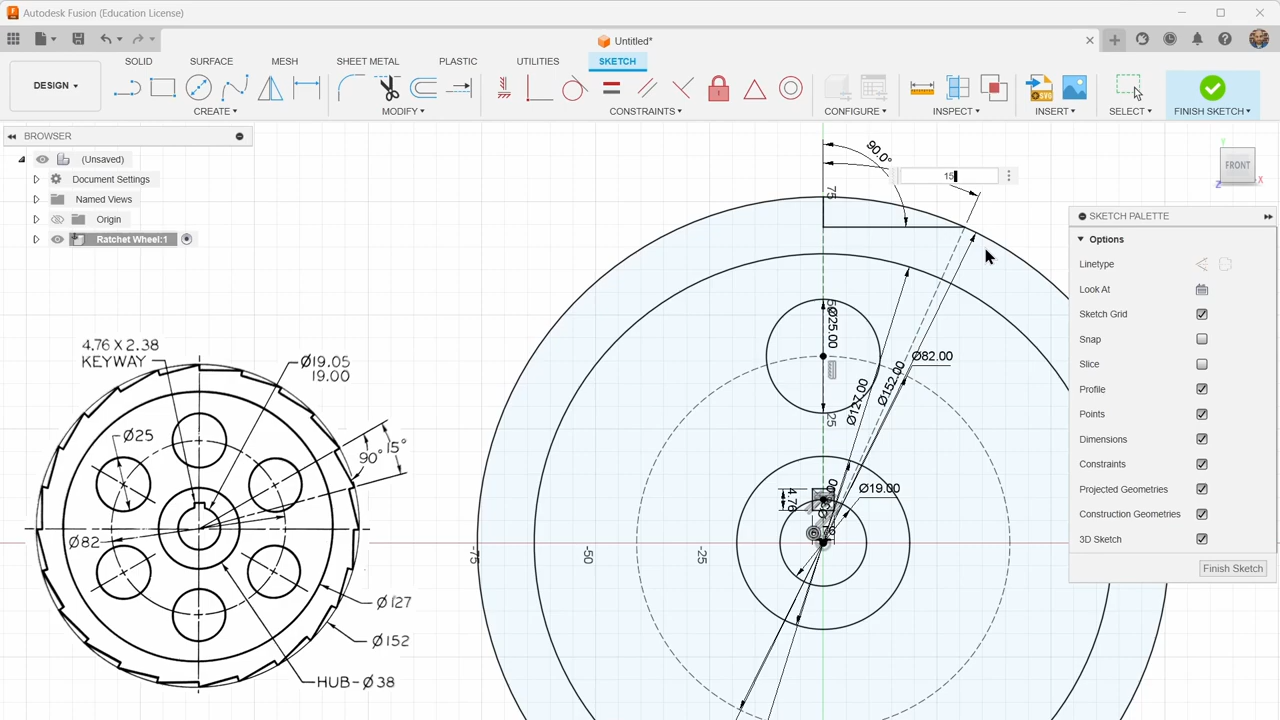 Autodesk Fusion (Education License)
Untitled*
DESIGN
SOLID
SURFACE
MESH
SHEET METAL
PLASTIC
UTILITIES
SKETCH
CREATE
MODIFY
CONSTRAINTS
CONFIGURE
INSPECT
INSERT
SELECT
FINISH SKETCH
SVG
BROWSER
(Unsaved)
Document Settings
Named Views
Origin
Ratchet Wheel:1
Y
FRONT
X
Z
90.0°
15
75
Ø25.00
25
Ø127.00
Ø152.00
Ø82.00
Ø19.00
4.76
-75
-50
-25
4.76 X 2.38
KEYWAY
Ø19.05
19.00
Ø25
90°
15°
Ø82
Ø127
Ø152
HUB-Ø38
SKETCH PALETTE
Options
Linetype
Look At
Sketch Grid
Snap
Slice
Profile
Points
Dimensions
Constraints
Projected Geometries
Construction Geometries
3D Sketch
Finish Sketch